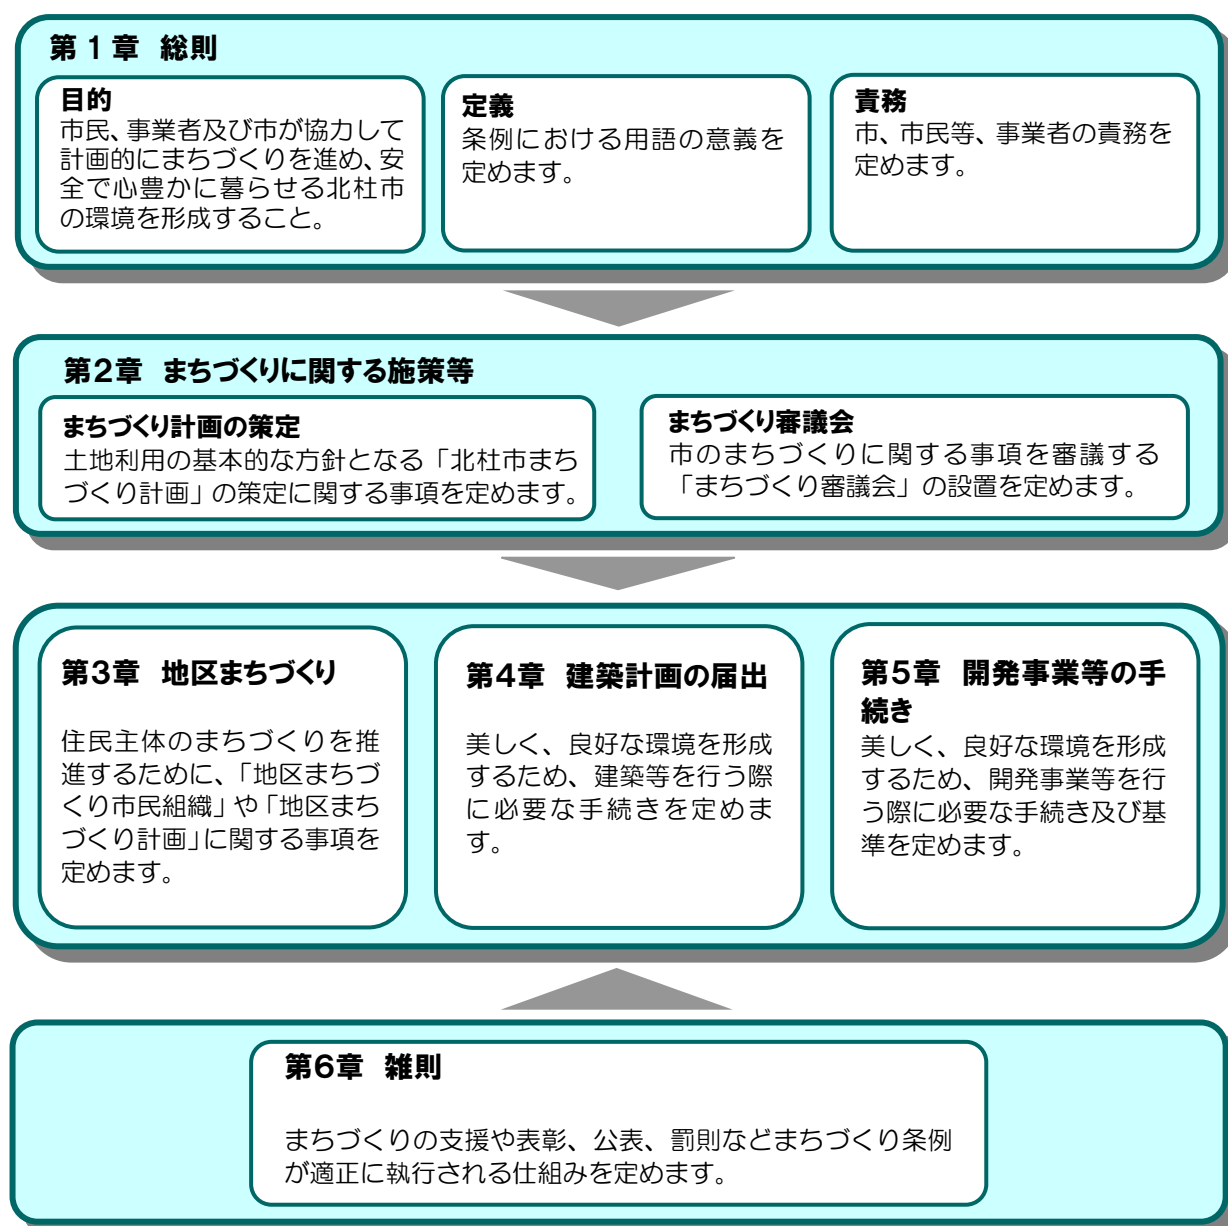 第1章 総則
目的
市民、事業者及び市が協力して
計画的にまちづくりを進め、安
全で心豊かに暮らせる北杜市
の環境を形成すること。
定義
条例における用語の意義を
定めます。
責務
市、市民等、事業者の責務を
定めます。
第2章 まちづくりに関する施策等
まちづくり計画の策定
土地利用の基本的な方針となる「北杜市まち
づくり計画」の策定に関する事項を定めます。
まちづくり審議会
市のまちづくりに関する事項を審議する
「まちづくり審議会」の設置を定めます。
第3章 地区まちづくり
住民主体のまちづくりを推
進するために、「地区まちづ
くり市民組織」や「地区まち
づくり計画」に関する事項を
定めます。
第4章 建築計画の届出
美しく、良好な環境を形成
するため、建築等を行う際
に必要な手続きを定めま
す。
第5章 開発事業等の手
続き
美しく、良好な環境を形成
するため、開発事業等を行
う際に必要な手続き及び基
準を定めます。
第6章 雑則
まちづくりの支援や表彰、公表、罰則などまちづくり条例
が適正に執行される仕組みを定めます。